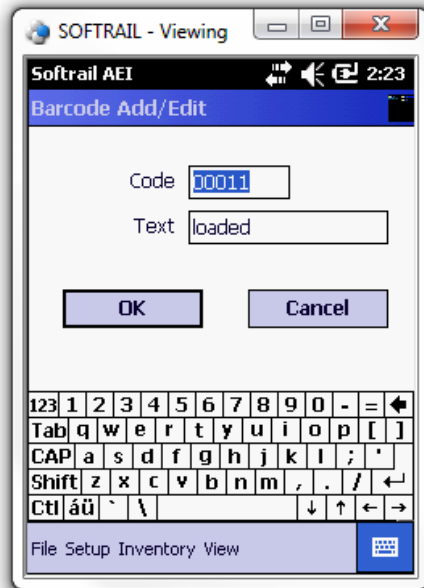 SOFTRAIL - Viewing
Softrail AEI 2:23
Barcode Add/Edit
Code 00011
Text loaded
OK Cancel
123 1 2 3 4 5 6 7 8 9 0 - =
Tab q w e r t y u i o p [ ]
CAP a s d f g h j k l ; '
Shift z x c v b n m , . /
Ctl áü ` \
File Setup Inventory View